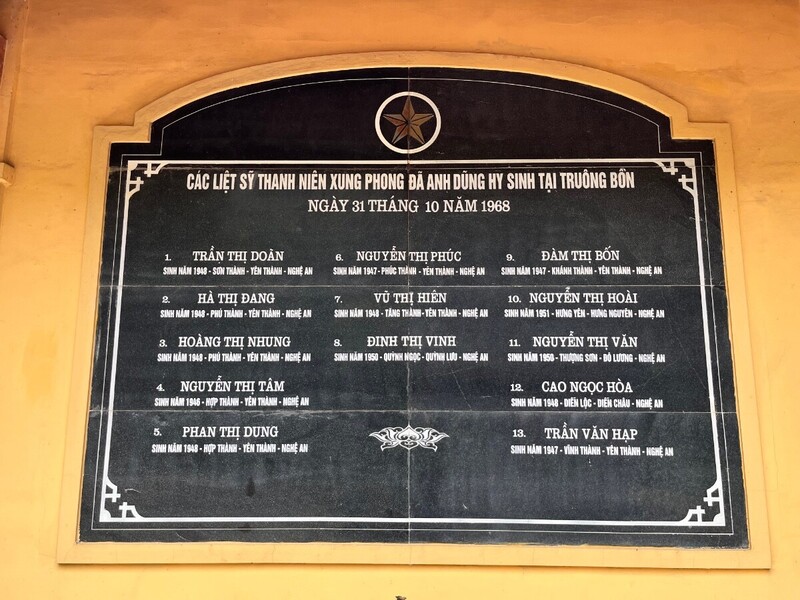 CÁC LIỆT SỸ THANH NIÊN XUNG PHONG ĐÃ ANH DŨNG HY SINH TẠI TRUÔNG BỒN
NGÀY 31 THÁNG 10 NĂM 1968
1. TRẦN THỊ DOÀN
SINH NĂM 1948 - SƠN THÀNH - YÊN THÀNH - NGHỆ AN
2. HÀ THỊ ĐANG
SINH NĂM 1948 - PHÚ THÀNH - YÊN THÀNH - NGHỆ AN
3. HOÀNG THỊ NHUNG
SINH NĂM 1948 - PHÚ THÀNH - YÊN THÀNH - NGHỆ AN
4. NGUYỄN THỊ TÂM
SINH NĂM 1946 - HỢP THÀNH - YÊN THÀNH - NGHỆ AN
5. PHAN THỊ DUNG
SINH NĂM 1948 - HỢP THÀNH - YÊN THÀNH - NGHỆ AN
6. NGUYỄN THỊ PHÚC
SINH NĂM 1947 - PHÚC THÀNH - YÊN THÀNH - NGHỆ AN
7. VŨ THỊ HIÊN
SINH NĂM 1948 - TĂNG THÀNH - YÊN THÀNH - NGHỆ AN
8. ĐINH THỊ VINH
SINH NĂM 1950 - QUỲNH NGỌC - QUỲNH LƯU - NGHỆ AN
9. ĐÀM THỊ BỐN
SINH NĂM 1947 - KHÁNH THÀNH - YÊN THÀNH - NGHỆ AN
10. NGUYỄN THỊ HOÀI
SINH NĂM 1951 - HƯNG YÊN - HƯNG NGUYÊN - NGHỆ AN
11. NGUYỄN THỊ VĂN
SINH NĂM 1950 - THƯỢNG SƠN - ĐÔ LƯƠNG - NGHỆ AN
12. CAO NGỌC HÒA
SINH NĂM 1948 - DIỄN LỘC - DIỄN CHÂU - NGHỆ AN
13. TRẦN VĂN HẠP
SINH NĂM 1947 - VĨNH THÀNH - YÊN THÀNH - NGHỆ AN